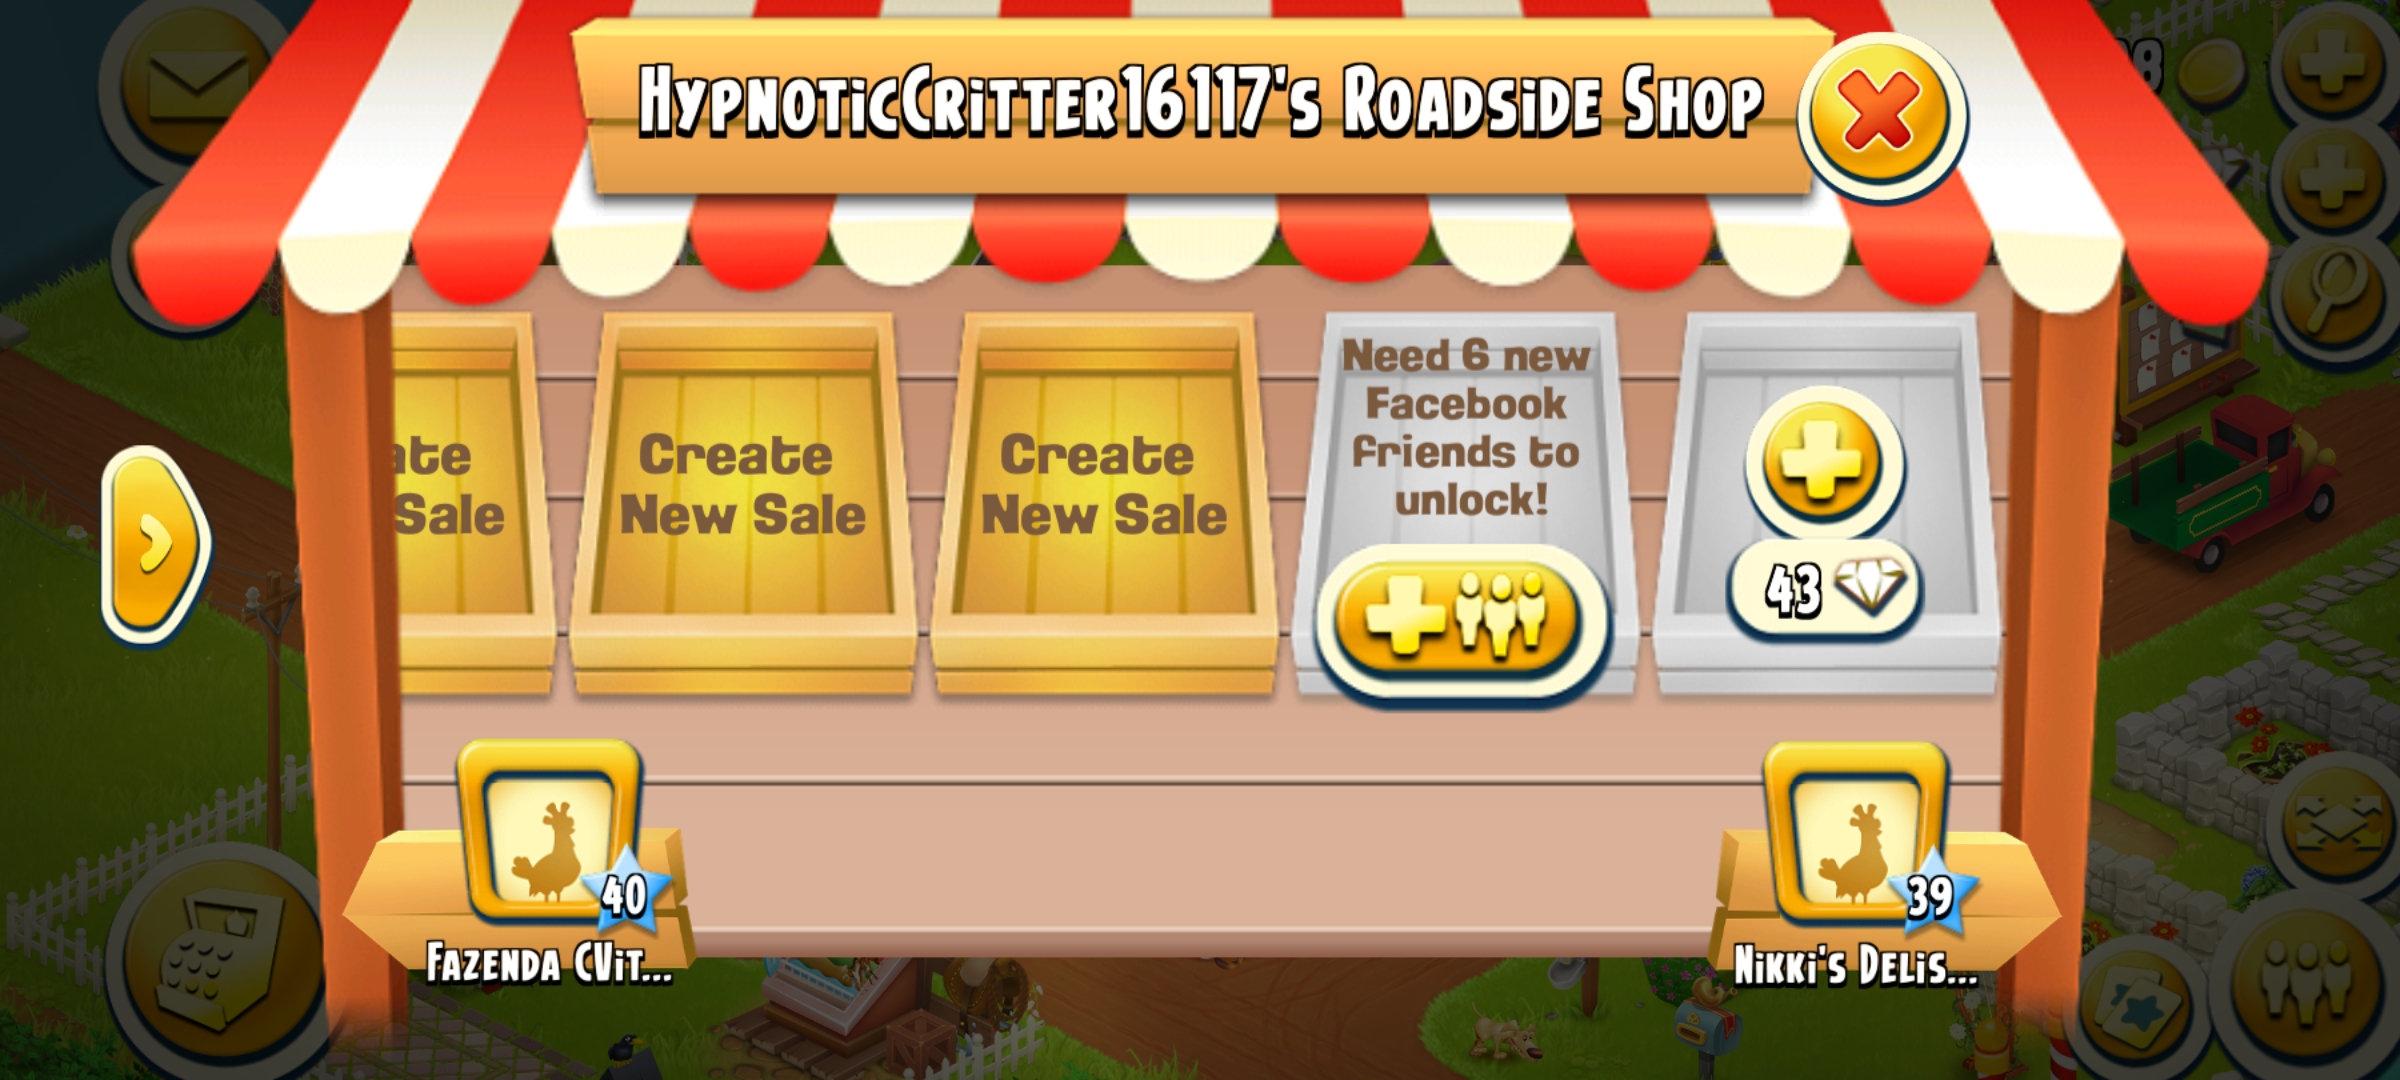 HypnoticCritter16117's Roadside Shop
ate
Sale
Create
New Sale
Create
New Sale
Need 6 new
Facebook
friends to
unlock!
43
40
Fazenda CVit...
39
Nikki's Delis...
8